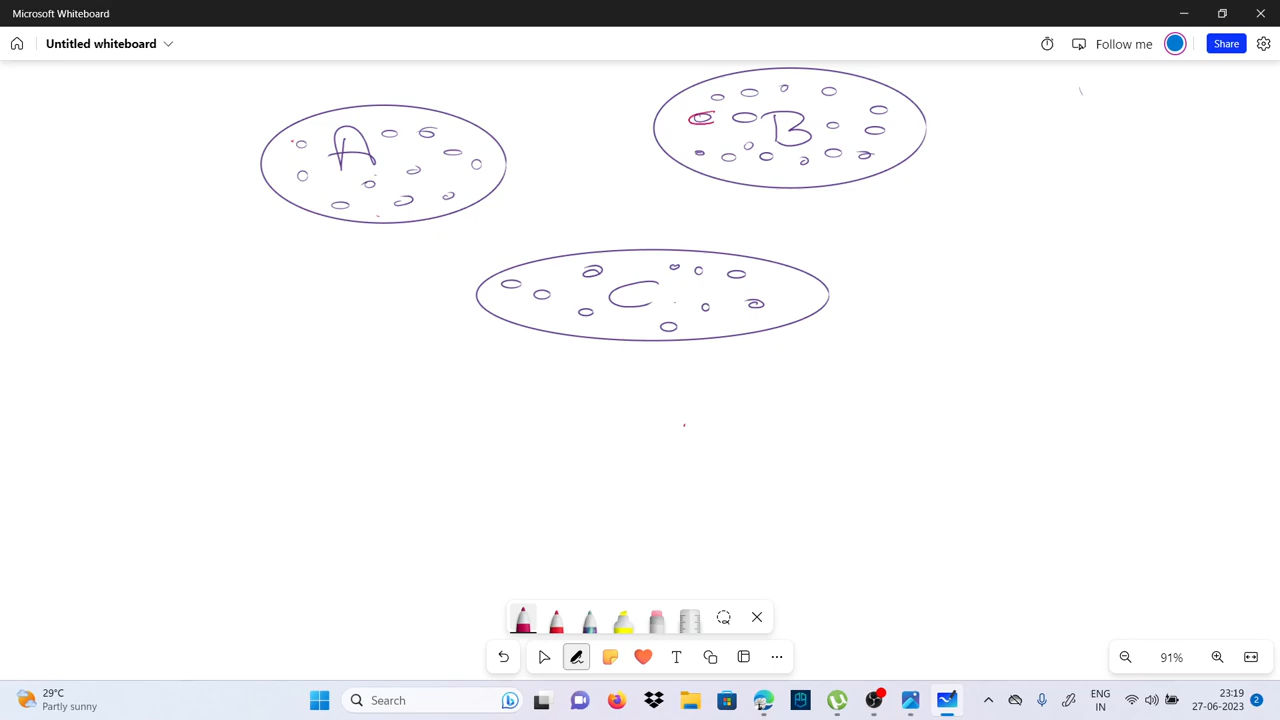 Microsoft Whiteboard
Untitled whiteboard
Follow me
Share
A
B
C
91%
29°C
Partly sunny
Search
ENG
IN
23:19
27-06-2023
2